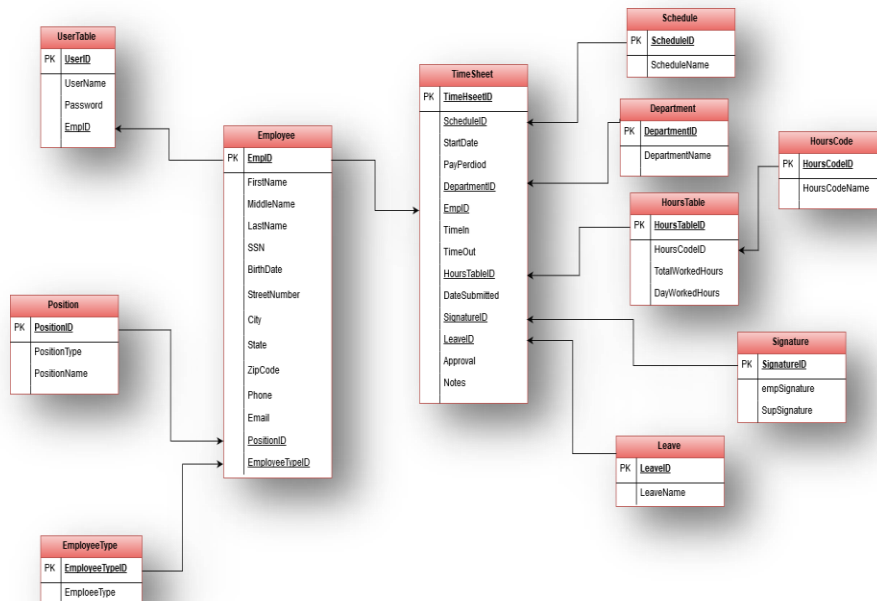 UserTable
PK UserID
UserName
Password
EmpID
Employee
PK EmpID
FirstName
MiddleName
LastName
SSN
BirthDate
StreetNumber
City
State
ZipCode
Phone
Email
PositionID
EmployeeTypeID
Position
PK PositionID
PositionType
PositionName
EmployeeType
PK EmployeeTypeID
EmploeeType
TimeSheet
PK TimeHseetID
ScheduleID
StartDate
PayPerdiod
DepartmentID
EmpID
TimeIn
TimeOut
HoursTableID
DateSubmitted
SignatureID
LeaveID
Approval
Notes
Schedule
PK ScheduleID
ScheduleName
Department
PK DepartmentID
DepartmentName
HoursCode
PK HoursCodeID
HoursCodeName
HoursTable
PK HoursTableID
HoursCodeID
TotalWorkedHours
DayWorkedHours
Signature
PK SignatureID
empSignature
SupSignature
Leave
PK LeaveID
LeaveName